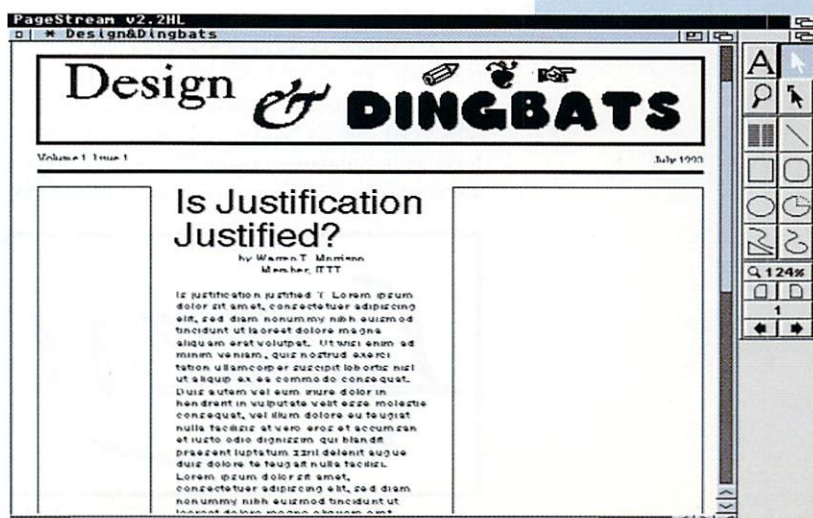 PageStream v2.2HL
* Design&Dingbats
Design & DINGBATS
Volume 1 Issue 1
July 1993
Is Justification
Justified?
by Warren T. Morrison
Member, ITTT
Is justification justified ? Lorem ipsum
dolor sit amet, consectetuer adipiscing
elit, sed diam nonummy nibh euismod
tincidunt ut laoreet dolore magna
aliquam erat volutpat. Ut wisi enim ad
minim veniam, quis nostrud exerci
tation ullamcorper suscipit lobortis nisl
ut aliquip ex ea commodo consequat.
Duis autem vel eum iriure dolor in
hendrerit in vulputate velit esse molestie
consequat, vel illum dolore eu feugiat
nulla facilisis at vero eros et accumsan
et iusto odio dignissim qui blandit
praesent luptatum zzril delenit augue
duis dolore te feugait nulla facilisi.
Lorem ipsum dolor sit amet,
consectetuer adipiscing elit, sed diam
nonummy nibh euismod tincidunt ut
laoreet dolore magna aliquam erat
A
124%
1